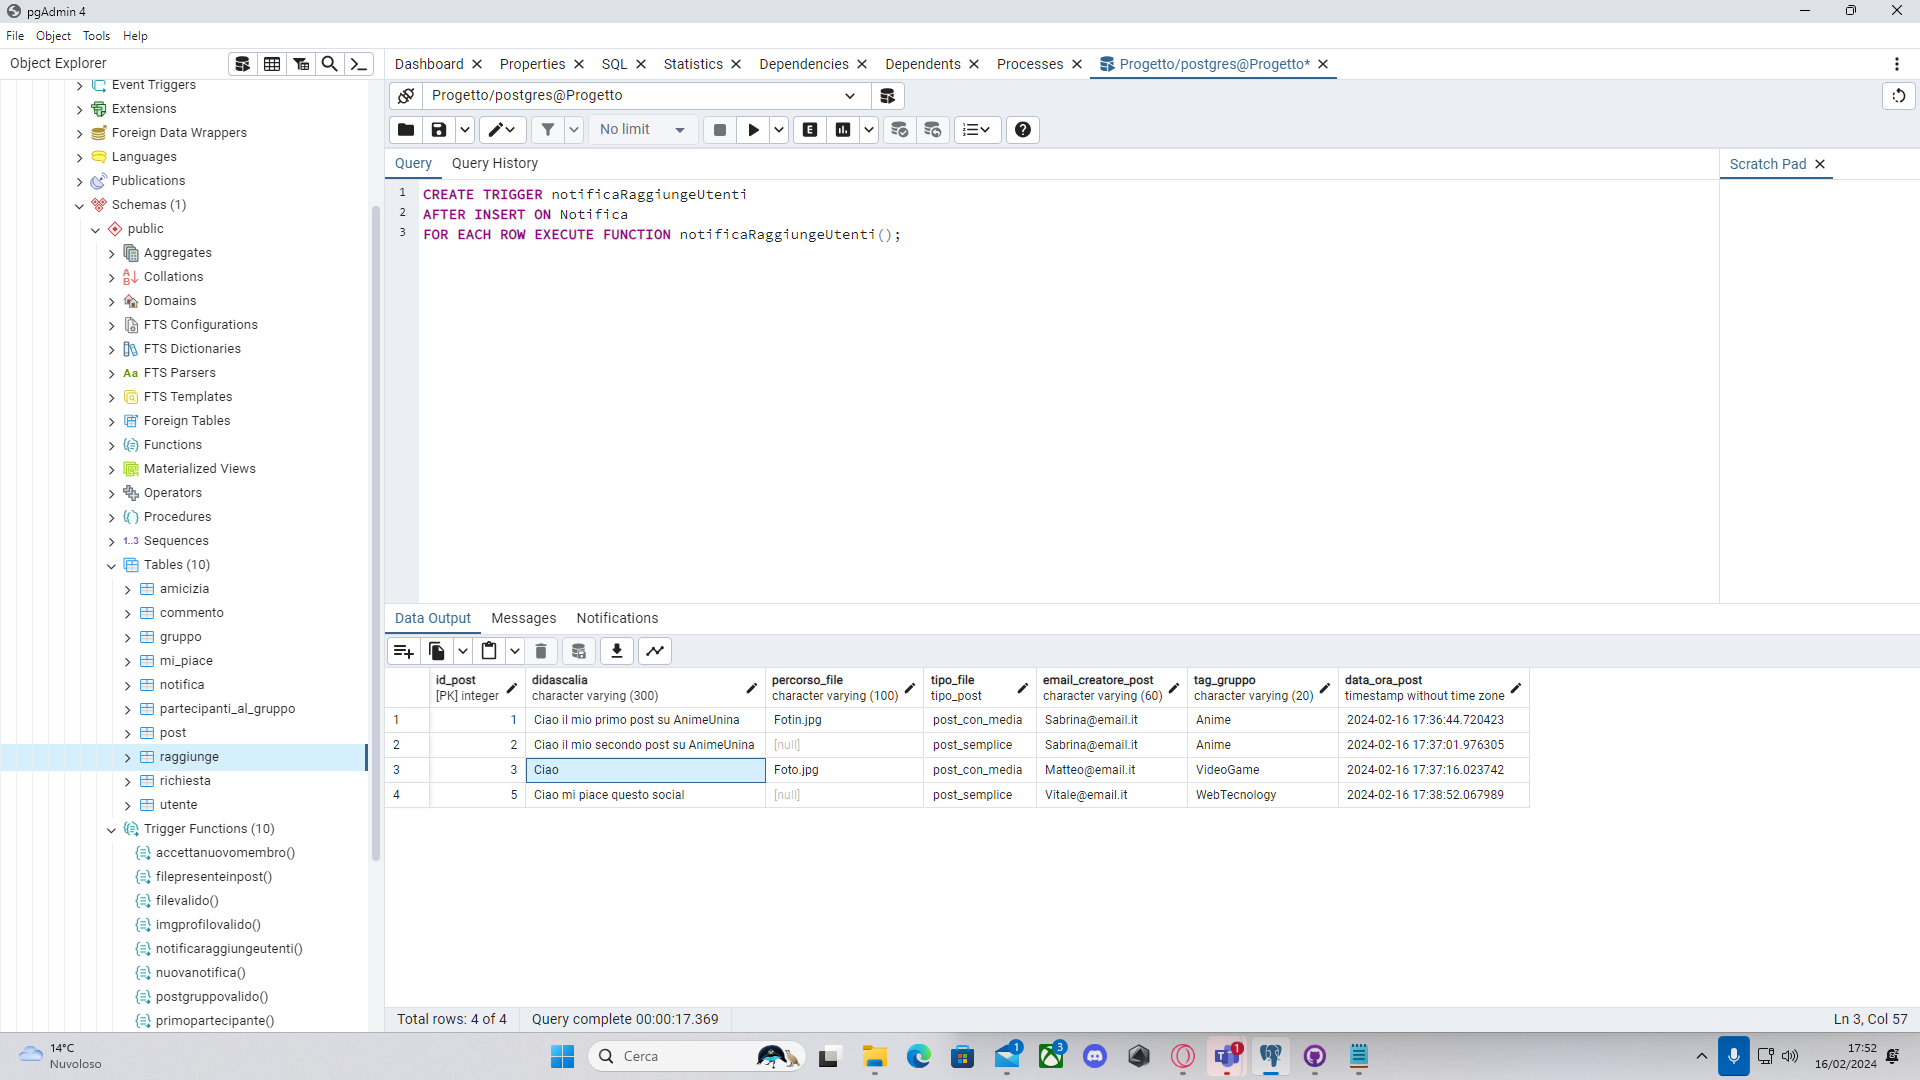 pgAdmin 4
File Object Tools Help
Object Explorer
Dashboard Properties SQL Statistics Dependencies Dependents Processes Progetto/postgres@Progetto*
Event Triggers
Extensions
Foreign Data Wrappers
Languages
Publications
Schemas (1)
public
Aggregates
Collations
Domains
FTS Configurations
FTS Dictionaries
Aa FTS Parsers
FTS Templates
Foreign Tables
Functions
Materialized Views
Operators
Procedures
1..3 Sequences
Tables (10)
amicizia
commento
gruppo
mi_piace
notifica
partecipanti_al_gruppo
post
raggiunge
richiesta
utente
Trigger Functions (10)
accettanuovomembro()
filepresenteinpost()
filevalido()
imgprofilovalido()
notificaraggiungeutenti()
nuovanotifica()
postgruppovalido()
primopartecipante()
Progetto/postgres@Progetto
No limit
E
Query Query History
Scratch Pad
1 CREATE TRIGGER notificaRaggiungeUtenti
2 AFTER INSERT ON Notifica
3 FOR EACH ROW EXECUTE FUNCTION notificaRaggiungeUtenti();
Data Output Messages Notifications
id_post didascalia percorso_file tipo_file email_creatore_post tag_gruppo data_ora_post
[PK] integer character varying (300) character varying (100) tipo_post character varying (60) character varying (20) timestamp without time zone
1 1 Ciao il mio primo post su AnimeUnina Fotin.jpg post_con_media Sabrina@email.it Anime 2024-02-16 17:36:44.720423
2 2 Ciao il mio secondo post su AnimeUnina [null] post_semplice Sabrina@email.it Anime 2024-02-16 17:37:01.976305
3 3 Ciao Foto.jpg post_con_media Matteo@email.it VideoGame 2024-02-16 17:37:16.023742
4 5 Ciao mi piace questo social [null] post_semplice Vitale@email.it WebTecnology 2024-02-16 17:38:52.067989
Total rows: 4 of 4 Query complete 00:00:17.369 Ln 3, Col 57
14°C
Nuvoloso
Cerca
1
3
1
17:52
16/02/2024